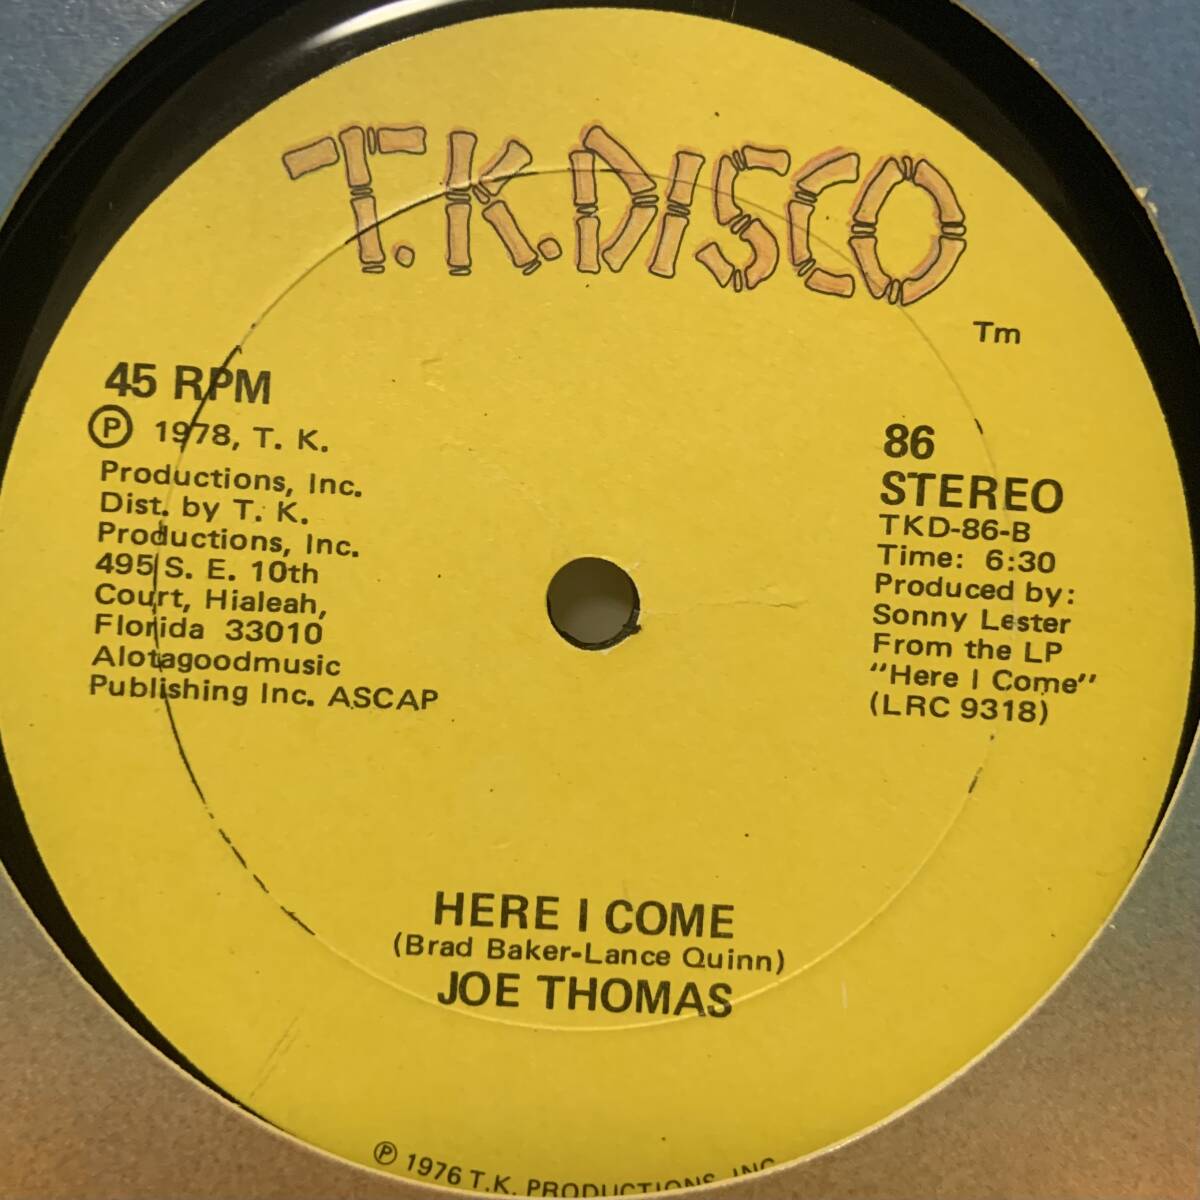 T.K.DISCO
Tm
45 RPM
Ⓟ 1978, T. K.
Productions, Inc.
Dist. by T. K.
Productions, Inc.
495 S. E. 10th
Court, Hialeah,
Florida 33010
Alotagoodmusic
Publishing Inc. ASCAP
86
STEREO
TKD-86-B
Time: 6:30
Produced by:
Sonny Lester
From the LP
"Here I Come"
(LRC 9318)
HERE I COME
(Brad Baker-Lance Quinn)
JOE THOMAS
Ⓟ 1976 T.K. PRODUCTIONS, INC